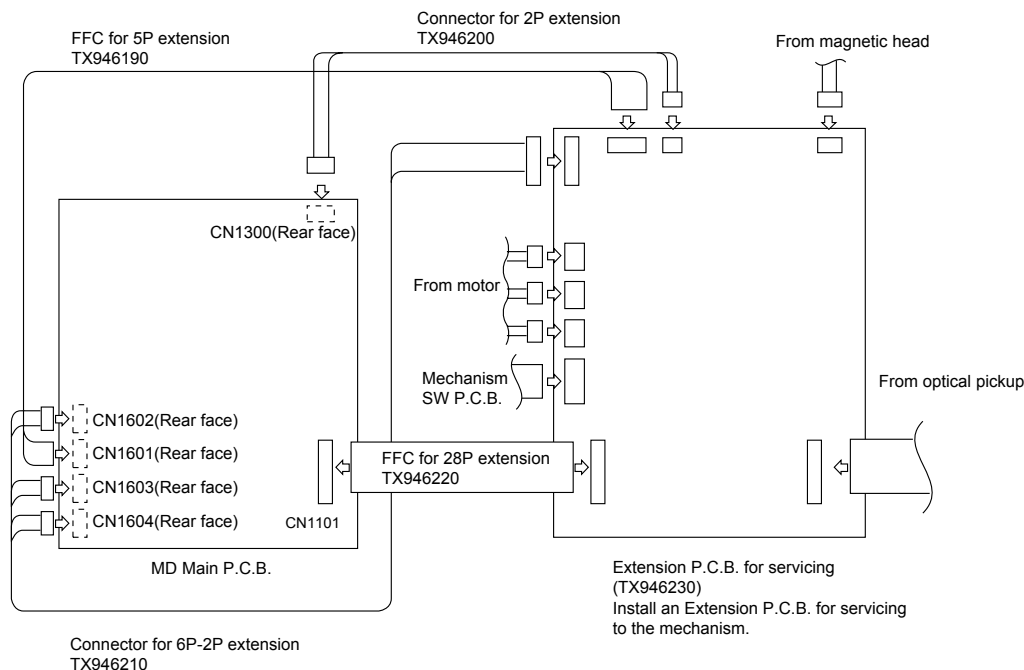 Connector for 2P extension
TX946200
FFC for 5P extension
TX946190
From magnetic head
CN1300(Rear face)
From motor
Mechanism
SW P.C.B.
From optical pickup
CN1602(Rear face)
CN1601(Rear face)
CN1603(Rear face)
CN1604(Rear face)
FFC for 28P extension
TX946220
CN1101
MD Main P.C.B.
Extension P.C.B. for servicing
(TX946230)
Install an Extension P.C.B. for servicing
to the mechanism.
Connector for 6P-2P extension
TX946210